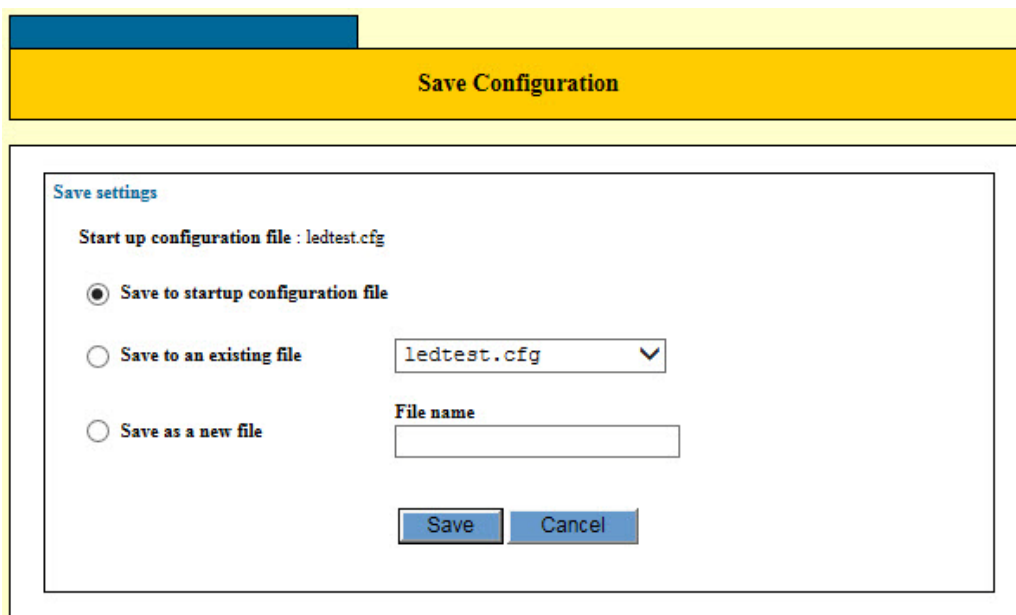 Save Configuration
Save settings
Start up configuration file : ledtest.cfg
Save to startup configuration file
Save to an existing file
ledtest.cfg
File name
Save as a new file
Save
Cancel